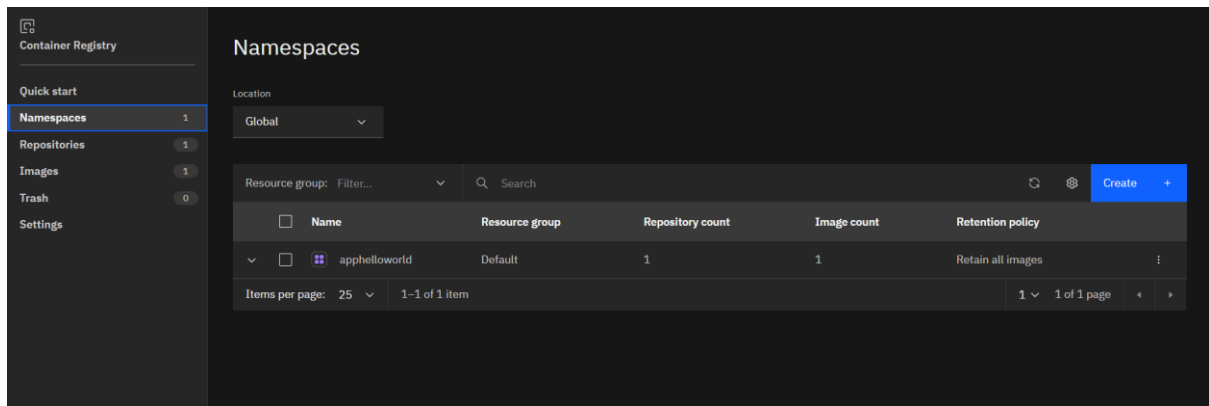 Container Registry
Quick start
Namespaces 1
Repositories 1
Images 1
Trash 0
Settings
Namespaces
Location
Global
Resource group: Filter... Search Create +
Name Resource group Repository count Image count Retention policy
apphelloworld Default 1 1 Retain all images
Items per page: 25 1–1 of 1 item 1 1 of 1 page